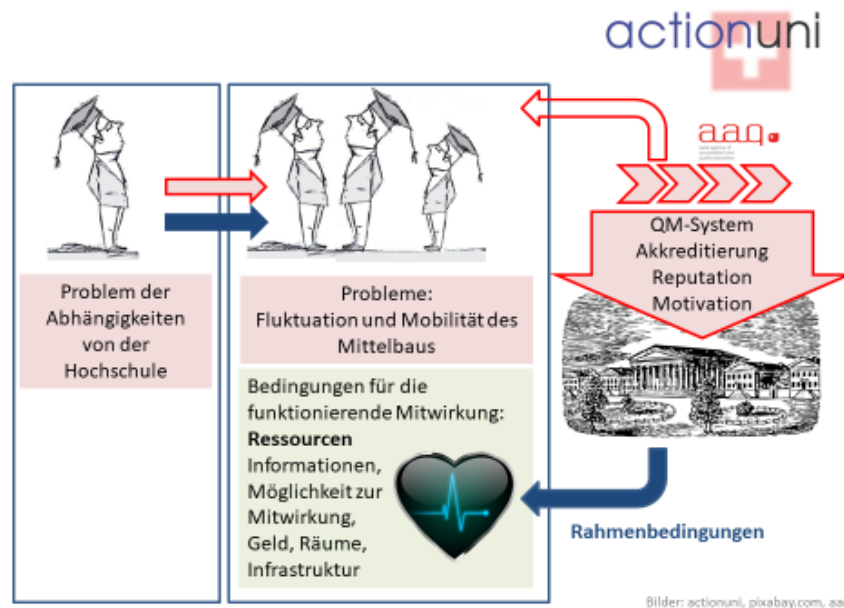 actionuni
aaq.
QM-System
Akkreditierung
Reputation
Motivation
Problem der
Abhängigkeiten
von der
Hochschule
Probleme:
Fluktuation und Mobilität des
Mittelbaus
Bedingungen für die
funktionierende Mitwirkung:
Ressourcen
Informationen,
Möglichkeit zur
Mitwirkung,
Geld, Räume,
Infrastruktur
Rahmenbedingungen
Bilder: actionuni, pixabay.com, aa